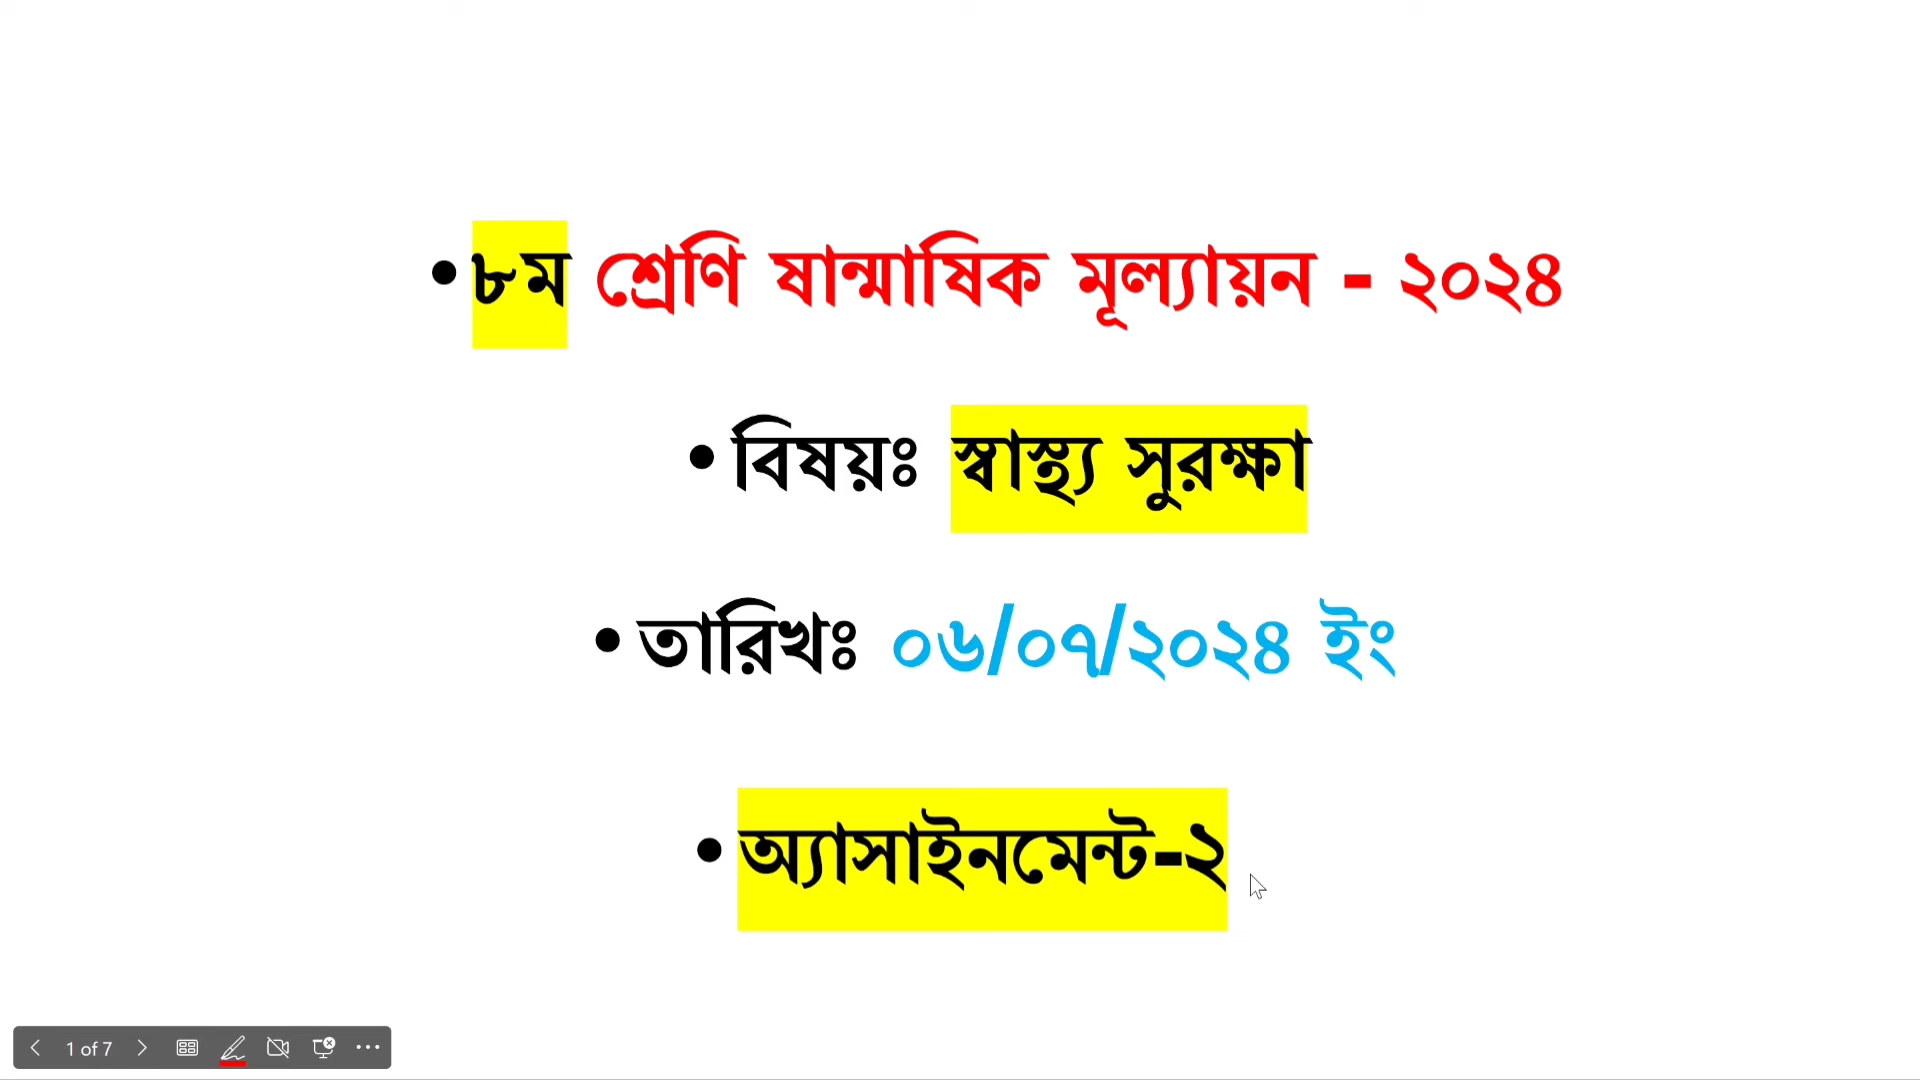 • ৮ম শ্রেণি ষান্মাষিক মূল্যায়ন - ২০২৪
• বিষয়ঃ স্বাস্থ্য সুরক্ষা
• তারিখঃ ০৬/০৭/২০২৪ ইং
• অ্যাসাইনমেন্ট-২
1 of 7